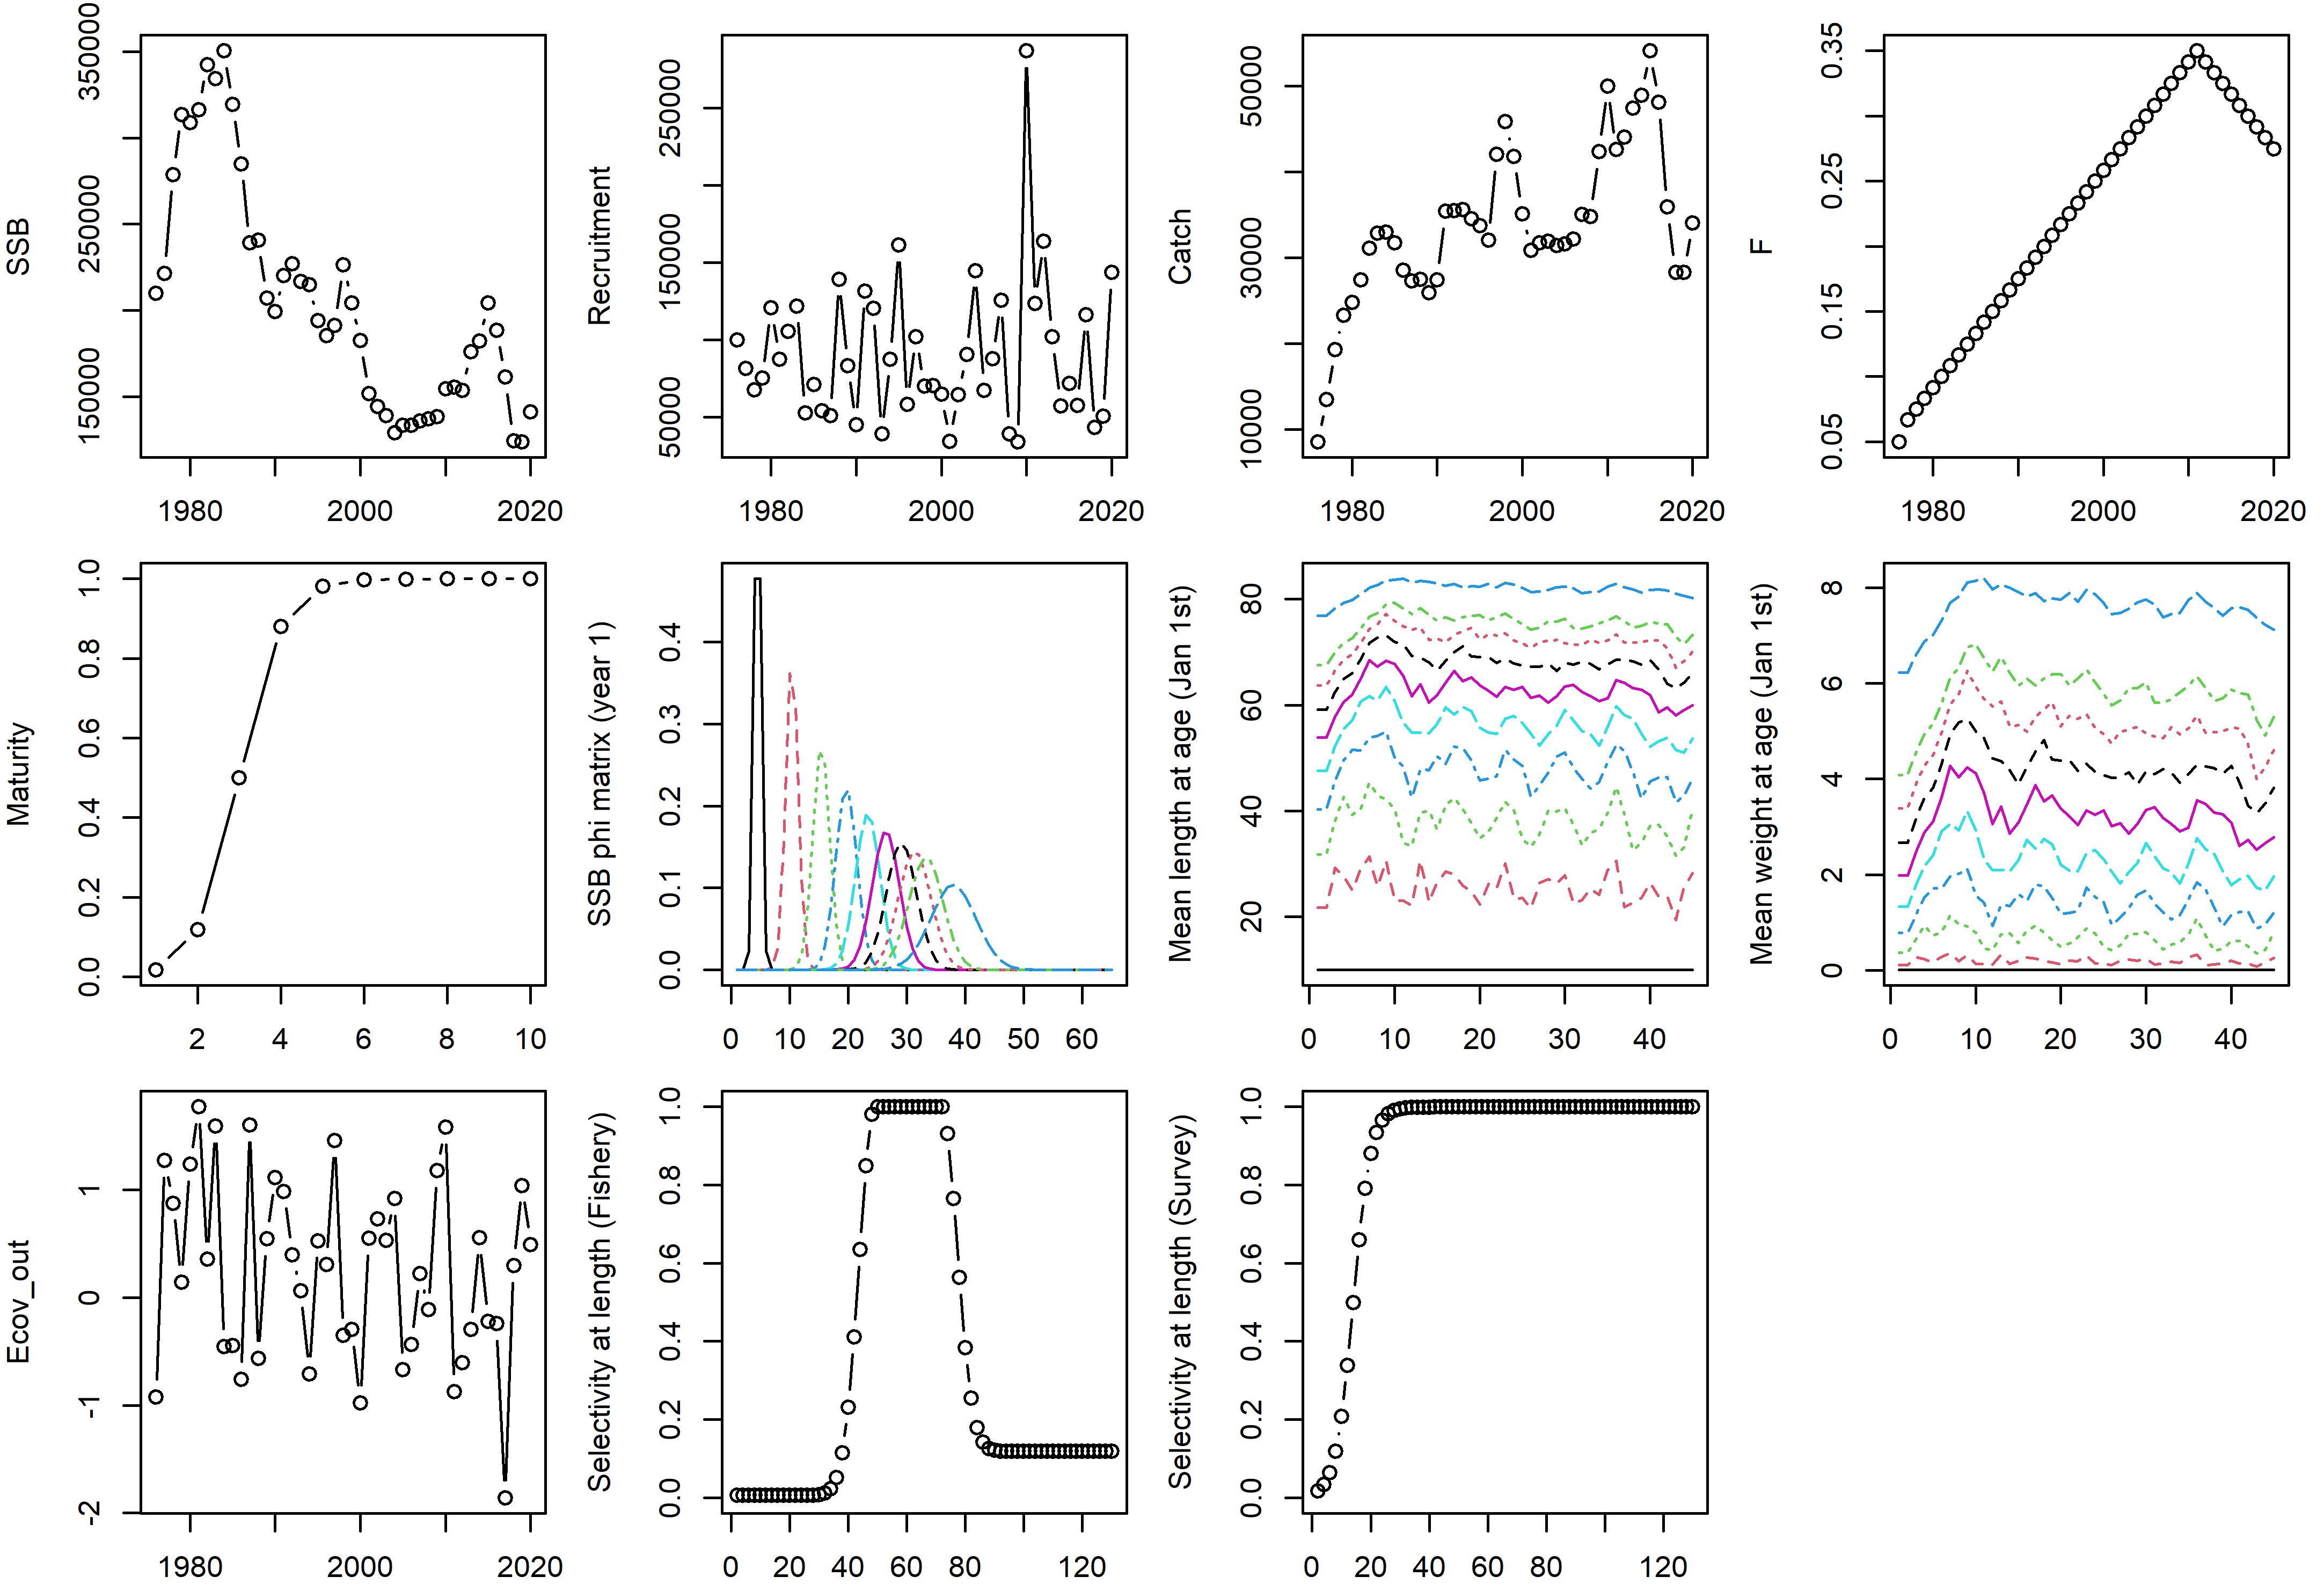 SSB
150000 250000 350000
1980 2000 2020
Recruitment
50000 150000 250000
1980 2000 2020
Catch
10000 30000 50000
1980 2000 2020
F
0.05 0.15 0.25 0.35
1980 2000 2020
Maturity
0.0 0.2 0.4 0.6 0.8 1.0
2 4 6 8 10
SSB phi matrix (year 1)
0.0 0.1 0.2 0.3 0.4
0 10 20 30 40 50 60
Mean length at age (Jan 1st)
20 40 60 80
0 10 20 30 40
Mean weight at age (Jan 1st)
0 2 4 6 8
0 10 20 30 40
Ecov_out
-2 -1 0 1
1980 2000 2020
Selectivity at length (Fishery)
0.0 0.2 0.4 0.6 0.8 1.0
0 20 40 60 80 120
Selectivity at length (Survey)
0.0 0.2 0.4 0.6 0.8 1.0
0 20 40 60 80 120